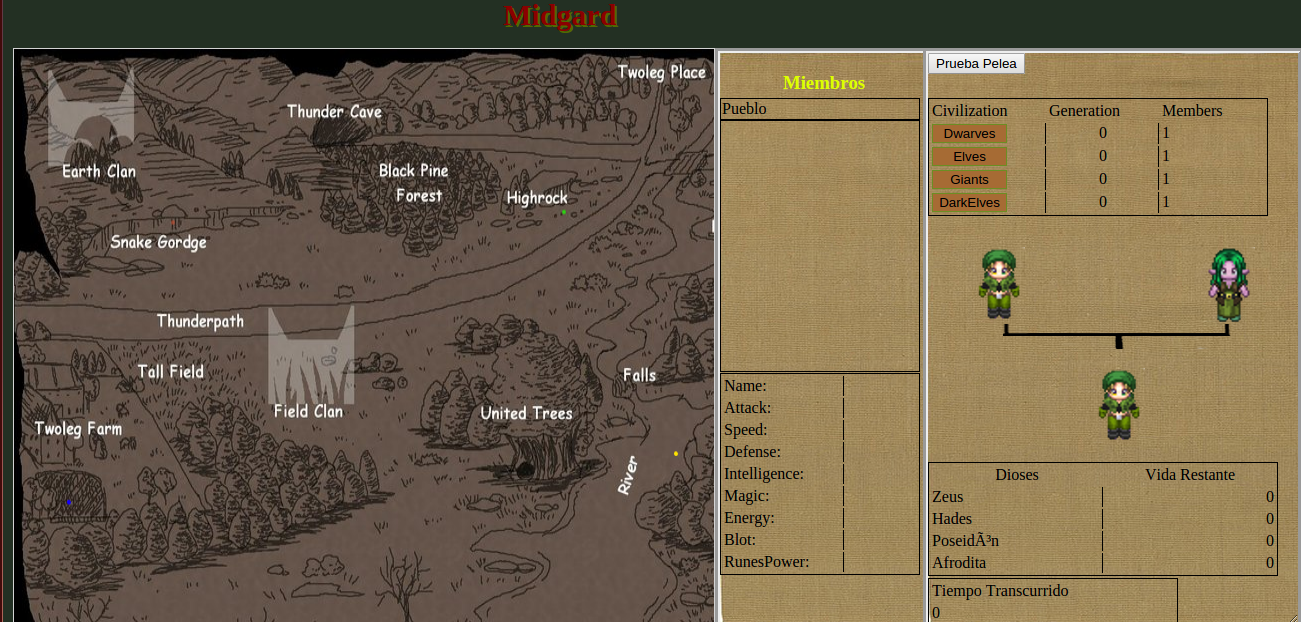 Midgard
Twoleg Place
Thunder Cave
Earth Clan
Black Pine
Forest
Highrock
Snake Gordge
Thunderpath
Tall Field
Field Clan
Falls
United Trees
Twoleg Farm
River
Miembros
Pueblo
Name:
Attack:
Speed:
Defense:
Intelligence:
Magic:
Energy:
Blot:
RunesPower:
Prueba Pelea
Civilization Generation Members
Dwarves 0 1
Elves 0 1
Giants 0 1
DarkElves 0 1
Dioses Vida Restante
Zeus 0
Hades 0
PoseidÃ³n 0
Afrodita 0
Tiempo Transcurrido
0